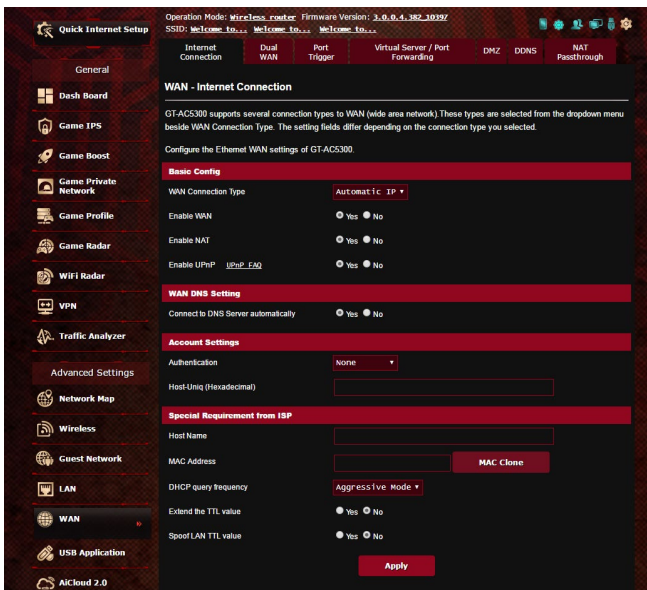 Quick Internet Setup
Operation Mode: Wireless router Firmware Version: 3.0.0.4.382_10397
SSID: Welcome to... Welcome to... Welcome to...
General
Dash Board
Game IPS
Game Boost
Game Private
Network
Game Profile
Game Radar
WiFi Radar
VPN
Traffic Analyzer
Advanced Settings
Network Map
Wireless
Guest Network
LAN
WAN »
USB Application
AiCloud 2.0
Internet Connection
Dual WAN
Port Trigger
Virtual Server / Port Forwarding
DMZ
DDNS
NAT Passthrough
WAN - Internet Connection
GT-AC5300 supports several connection types to WAN (wide area network).These types are selected from the dropdown menu
beside WAN Connection Type. The setting fields differ depending on the connection type you selected.
Configure the Ethernet WAN settings of GT-AC5300.
Basic Config
WAN Connection Type Automatic IP
Enable WAN Yes No
Enable NAT Yes No
Enable UPnP UPnP FAQ Yes No
WAN DNS Setting
Connect to DNS Server automatically Yes No
Account Settings
Authentication None
Host-Uniq (Hexadecimal)
Special Requirement from ISP
Host Name
MAC Address MAC Clone
DHCP query frequency Aggressive Mode
Extend the TTL value Yes No
Spoof LAN TTL value Yes No
Apply